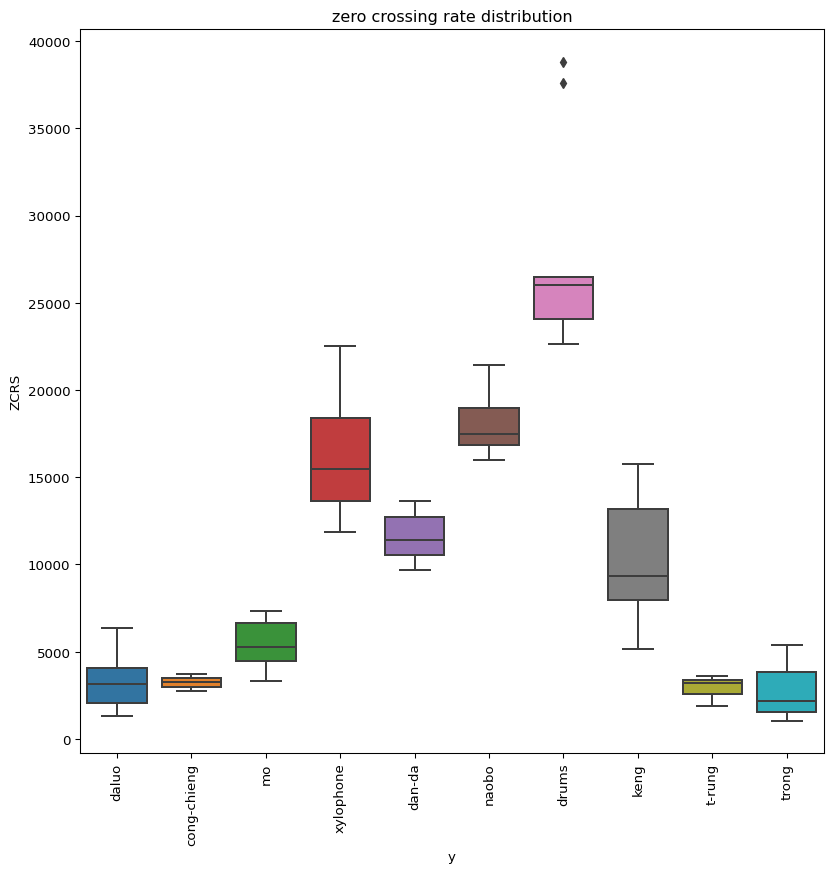 zero crossing rate distribution
40000
35000
30000
25000
20000
15000
10000
5000
0
ZCRS
daluo
cong-chieng
mo
xylophone
dan-da
naobo
drums
keng
t-rung
trong
y